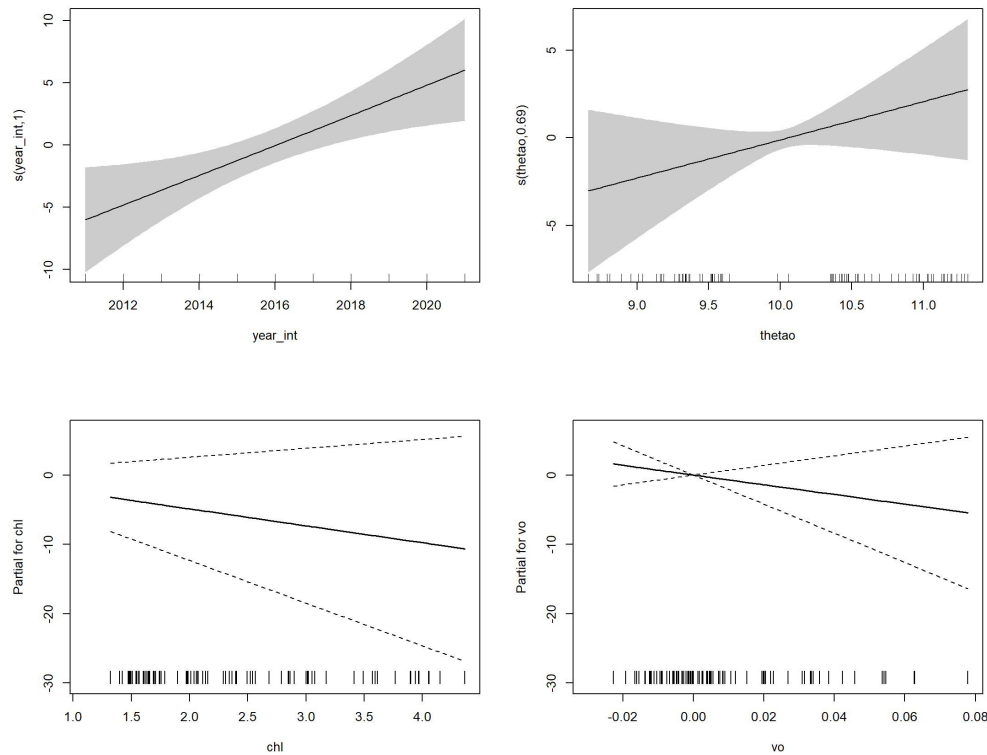 s(year_int,1)
10
5
0
-5
-10
2012 2014 2016 2018 2020
year_int
s(thetao,0.69)
5
0
-5
9.0 9.5 10.0 10.5 11.0
thetao
Partial for chl
0
-10
-20
-30
1.0 1.5 2.0 2.5 3.0 3.5 4.0
chl
Partial for vo
0
-10
-20
-30
-0.02 0.00 0.02 0.04 0.06 0.08
vo